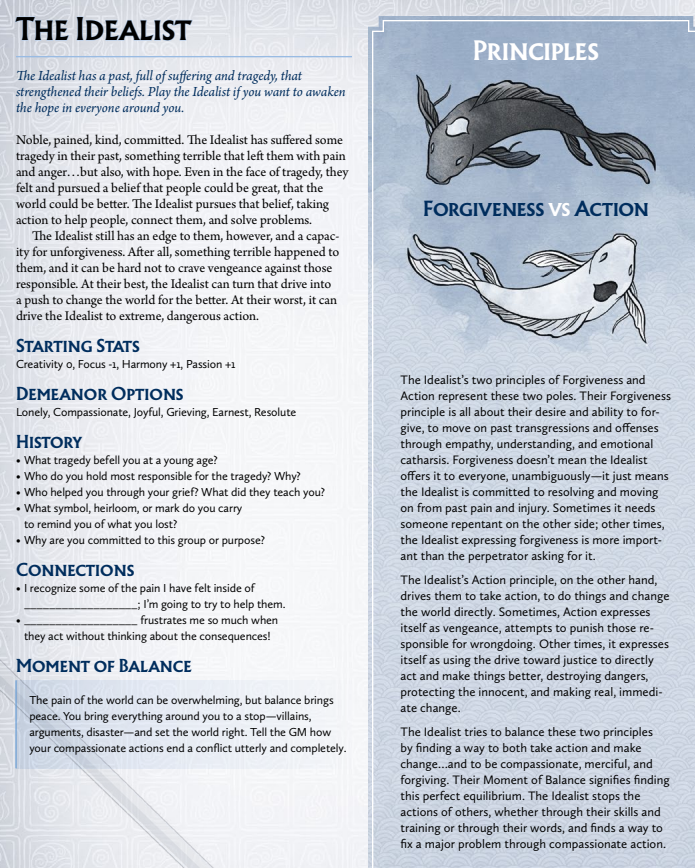 The Idealist
The Idealist has a past, full of suffering and tragedy, that
strengthened their beliefs. Play the Idealist if you want to awaken
the hope in everyone around you.
Noble, pained, kind, committed. The Idealist has suffered some
tragedy in their past, something terrible that left them with pain
and anger…but also, with hope. Even in the face of tragedy, they
felt and pursued a belief that people could be great, that the
world could be better. The Idealist pursues that belief, taking
action to help people, connect them, and solve problems.
The Idealist still has an edge to them, however, and a capac-
ity for unforgiveness. After all, something terrible happened to
them, and it can be hard not to crave vengeance against those
responsible. At their best, the Idealist can turn that drive into
a push to change the world for the better. At their worst, it can
drive the Idealist to extreme, dangerous action.
Starting Stats
Creativity 0, Focus -1, Harmony +1, Passion +1
Demeanor Options
Lonely, Compassionate, Joyful, Grieving, Earnest, Resolute
History
• What tragedy befell you at a young age?
• Who do you hold most responsible for the tragedy? Why?
• Who helped you through your grief? What did they teach you?
• What symbol, heirloom, or mark do you carry
to remind you of what you lost?
• Why are you committed to this group or purpose?
Connections
• I recognize some of the pain I have felt inside of
___________________; I'm going to try to help them.
• ___________________ frustrates me so much when
they act without thinking about the consequences!
Moment of Balance
The pain of the world can be overwhelming, but balance brings
peace. You bring everything around you to a stop—villains,
arguments, disaster—and set the world right. Tell the GM how
your compassionate actions end a conflict utterly and completely.
Principles
Forgiveness vs Action
The Idealist's two principles of Forgiveness and
Action represent these two poles. Their Forgiveness
principle is all about their desire and ability to for-
give, to move on past transgressions and offenses
through empathy, understanding, and emotional
catharsis. Forgiveness doesn't mean the Idealist
offers it to everyone, unambiguously—it just means
the Idealist is committed to resolving and moving
on from past pain and injury. Sometimes it needs
someone repentant on the other side; other times,
the Idealist expressing forgiveness is more import-
ant than the perpetrator asking for it.
The Idealist's Action principle, on the other hand,
drives them to take action, to do things and change
the world directly. Sometimes, Action expresses
itself as vengeance, attempts to punish those re-
sponsible for wrongdoing. Other times, it expresses
itself as using the drive toward justice to directly
act and make things better, destroying dangers,
protecting the innocent, and making real, immedi-
ate change.
The Idealist tries to balance these two principles
by finding a way to both take action and make
change...and to be compassionate, merciful, and
forgiving. Their Moment of Balance signifies finding
this perfect equilibrium. The Idealist stops the
actions of others, whether through their skills and
training or through their words, and finds a way to
fix a major problem through compassionate action.